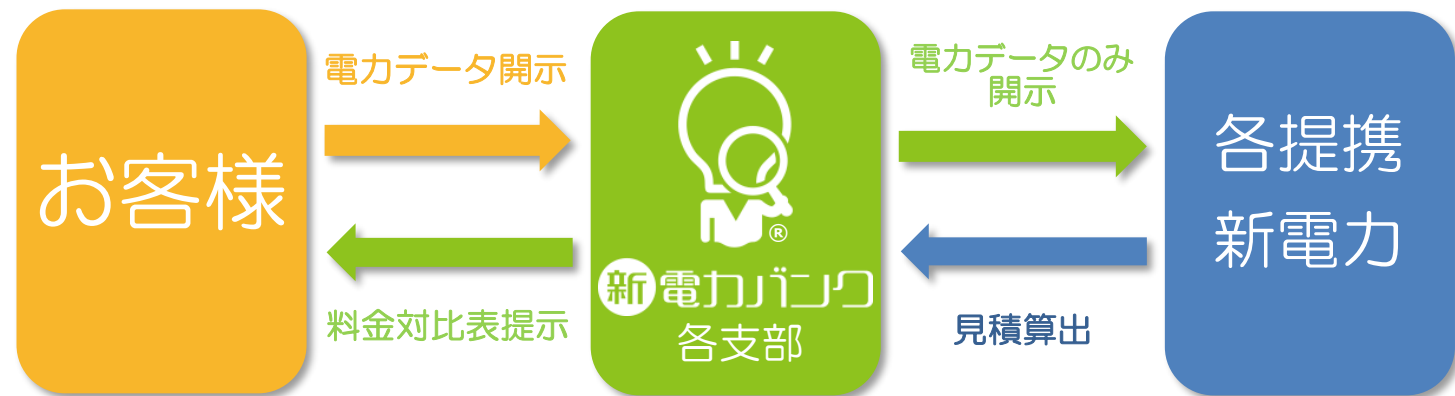 お客様
電力データ開示
料金対比表提示
®
新電力バンク
各支部
電力データのみ
開示
見積算出
各提携
新電力